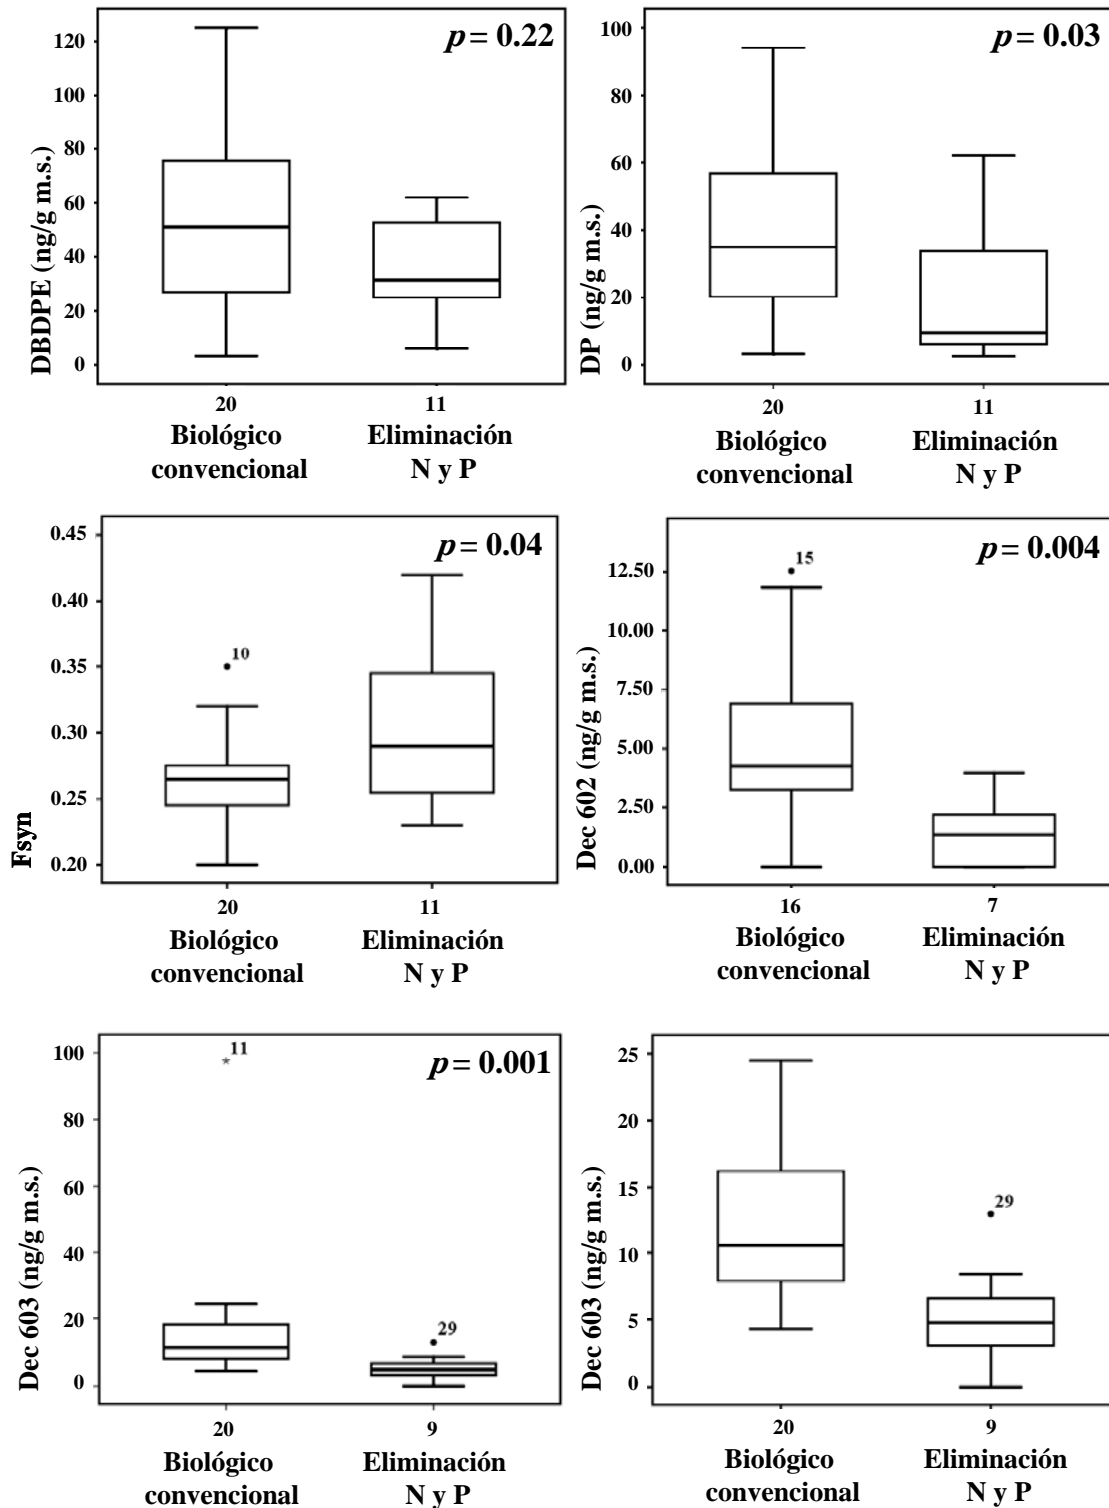 p = 0.22
DBDPE (ng/g m.s.)
120
100
80
60
40
20
0
20
11
Biológico
convencional
Eliminación
N y P
p = 0.03
DP (ng/g m.s.)
100
80
60
40
20
0
20
11
Biológico
convencional
Eliminación
N y P
p = 0.04
Fsyn
0.45
0.40
0.35
0.30
0.25
0.20
10
20
11
Biológico
convencional
Eliminación
N y P
p = 0.004
Dec 602 (ng/g m.s.)
12.50
10.00
7.50
5.00
2.50
0.00
15
16
7
Biológico
convencional
Eliminación
N y P
p = 0.001
Dec 603 (ng/g m.s.)
100
80
60
40
20
0
11
29
20
9
Biológico
convencional
Eliminación
N y P
Dec 603 (ng/g m.s.)
25
20
15
10
5
0
29
20
9
Biológico
convencional
Eliminación
N y P